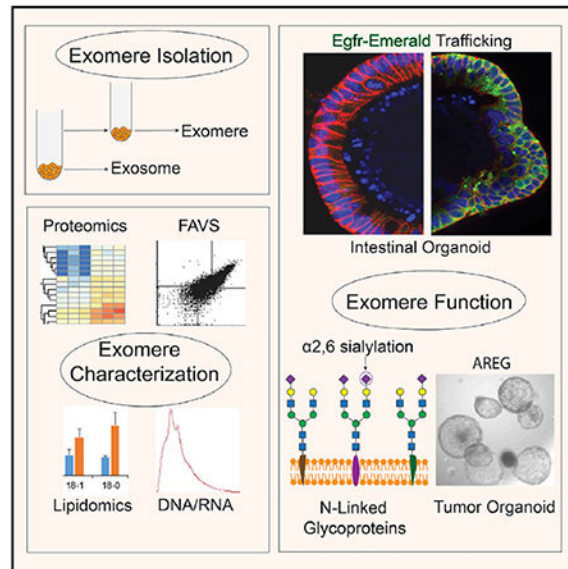 Exomere Isolation
Exomere
Exosome
Proteomics
FAVS
Exomere
Characterization
18-1 18-0
Lipidomics
DNA/RNA
Egfr-Emerald Trafficking
Intestinal Organoid
Exomere Function
α2,6 sialylation
AREG
N-Linked
Glycoproteins
Tumor Organoid